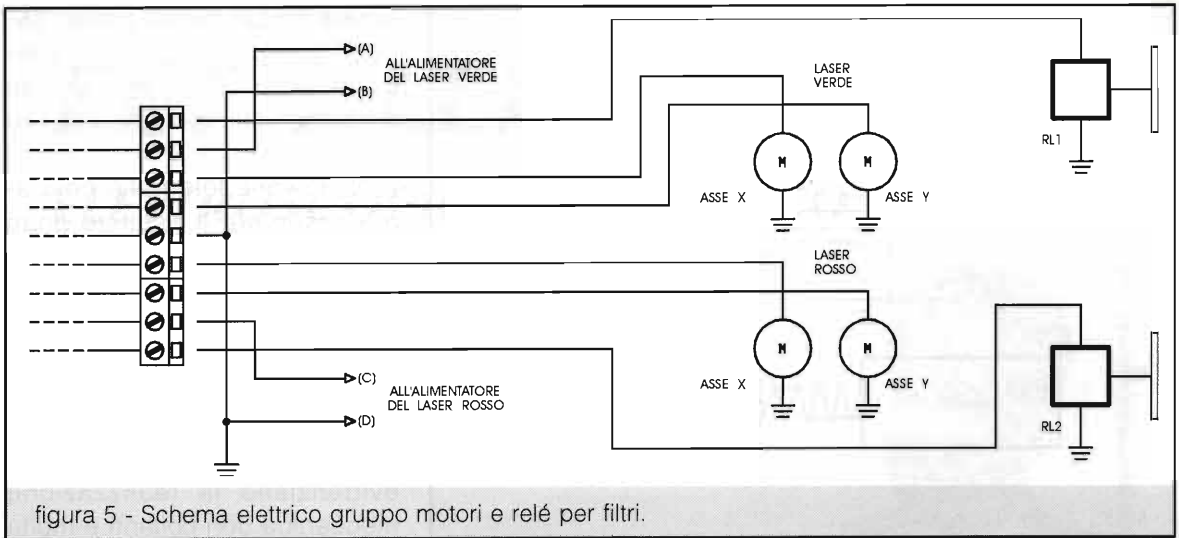 (A)
ALL'ALIMENTATORE
DEL LASER VERDE
(B)
LASER
VERDE
RL1
M
M
ASSE X
ASSE Y
LASER
ROSSO
M
M
ASSE X
ASSE Y
RL2
(C)
ALL'ALIMENTATORE
DEL LASER ROSSO
(D)
figura 5 - Schema elettrico gruppo motori e relé per filtri.